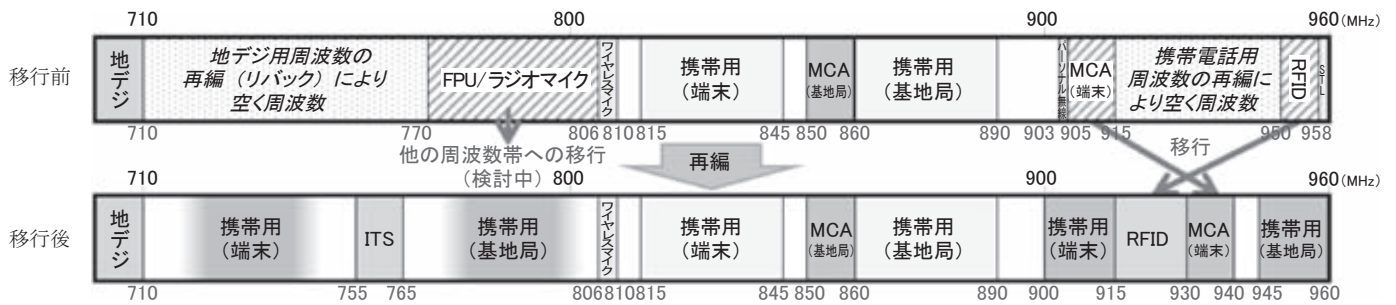 710 800 900 960(MHz)
移行前
地デジ
地デジ用周波数の
再編（リパック）により
空く周波数
FPU/ラジオマイク
ワイヤレスマイク
携帯用
（端末）
MCA
（基地局）
携帯用
（基地局）
パーソナル無線
MCA
（端末）
携帯電話用
周波数の再編に
より空く周波数
RFID
STL
710 770 806 810 815 845 850 860 890 903 905 915 950 958
他の周波数帯への移行
（検討中）
再編
移行
710 800 900 960(MHz)
移行後
地デジ
携帯用
（端末）
ITS
携帯用
（基地局）
ワイヤレスマイク
携帯用
（端末）
MCA
（基地局）
携帯用
（基地局）
携帯用
（端末）
RFID
MCA
（端末）
携帯用
（基地局）
710 755 765 806 810 815 845 850 860 890 900 915 930 940 945 960